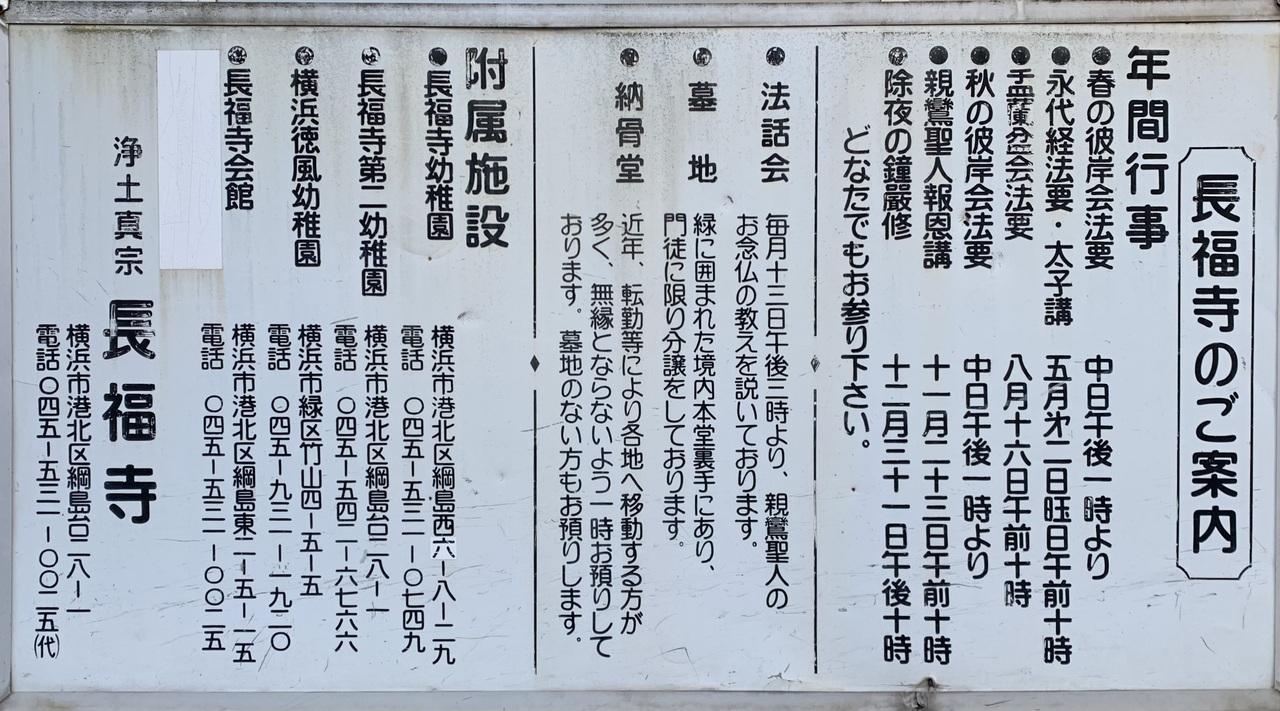 長福寺のご案内
年間行事
●春の彼岸会法要 中日午後一時より
●永代経法要・太子講 五月㐧2日旺日午前十時
●盂蘭盆会法要 八月十六日午前十時
●秋の彼岸会法要 中日午後一時より
●親鸞聖人報恩講 十一月二十三日午前十時
●除夜の鐘嚴修 十二月三十一日午後十時
どなたでもお参り下さい。
●法話会 毎月十三日午後二時より、親鸞聖人の
お念仏の教えを説いております。
●墓地 緑に囲まれた境内本堂裏手にあり、
門徒に限り分譲をしております。
●納骨堂 近年、転勤等により各地へ移動する方が
多く、無縁とならないよう一時お預りして
おります。墓地のない方もお預りします。
附属施設
●長福寺幼稚園 横浜市港北区綱島西六–八–二九
電話 〇四五–五三一–〇七四九
●長福寺第二幼稚園 横浜市港北区綱島台二八–一
電話 〇四五–五四二–六七六六
●横浜徳風幼稚園 横浜市緑区竹山四–五–五
電話 〇四五–九三一–一九二〇
●長福寺会館 横浜市港北区綱島東一–五–一五
電話 〇四五–五三一–〇〇二五
浄土真宗 長福寺
横浜市港北区綱島台二八–一
電話〇四五–五三一–〇〇二五(代)